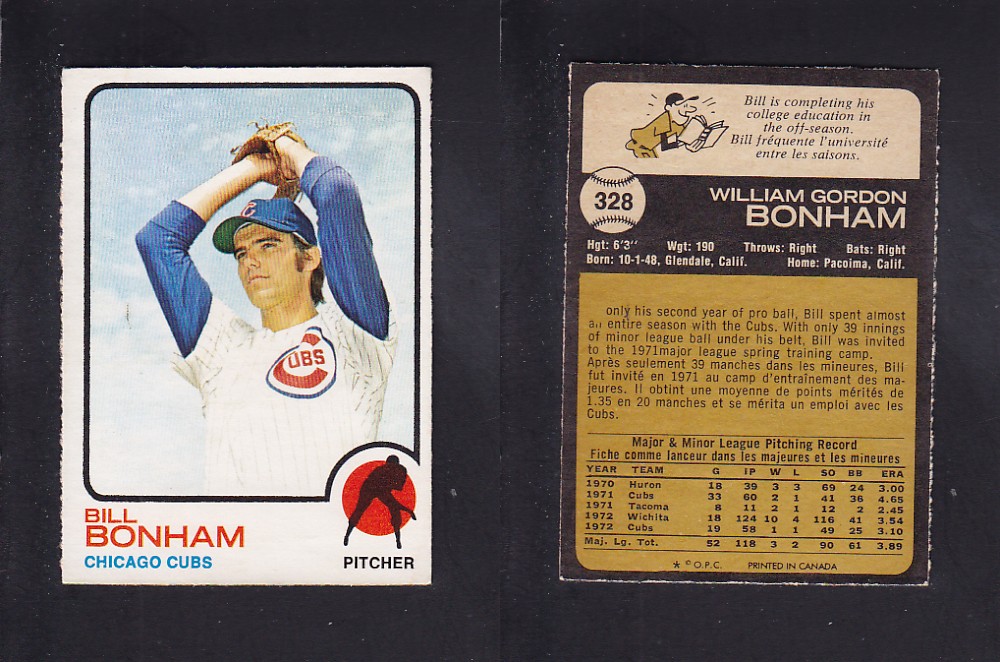 C
CUBS
BILL
BONHAM
CHICAGO CUBS
PITCHER
Bill is completing his
college education in
the off-season.
Bill fréquente l'université
entre les saisons.
328
WILLIAM GORDON
BONHAM
Hgt: 6'3" Wgt: 190 Throws: Right Bats: Right
Born: 10-1-48, Glendale, Calif. Home: Pacoima, Calif.
only his second year of pro ball, Bill spent almost
an entire season with the Cubs. With only 39 innings
of minor league ball under his belt, Bill was invited
to the 1971major league spring training camp.
Après seulement 39 manches dans les mineures, Bill
fut invité en 1971 au camp d'entraînement des ma-
jeures. Il obtint une moyenne de points mérités de
1.35 en 20 manches et se mérita un emploi avec les
Cubs.
Major & Minor League Pitching Record
Fiche comme lanceur dans les majeures et les mineures
YEAR TEAM G IP W L SO BB ERA
1970 Huron 18 39 3 3 69 24 3.00
1971 Cubs 33 60 2 1 41 36 4.65
1971 Tacoma 8 11 2 1 12 2 2.45
1972 Wichita 18 124 10 4 116 41 3.54
1972 Cubs 19 58 1 1 49 25 3.10
Maj. Lg. Tot. 52 118 3 2 90 61 3.89
* © O.P.C. PRINTED IN CANADA